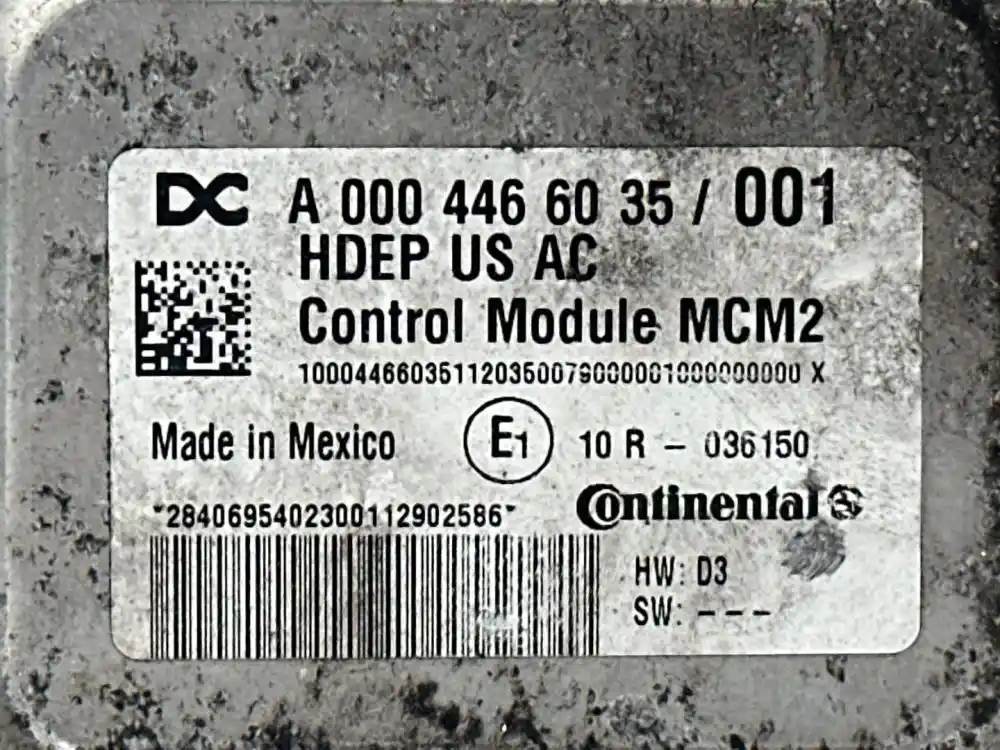 DC A 000 446 60 35 / 001
HDEP US AC
Control Module MCM2
Made in Mexico E1 10 R - 036150
Continental
*2840695402300112902586*
HW: D3
SW: ---